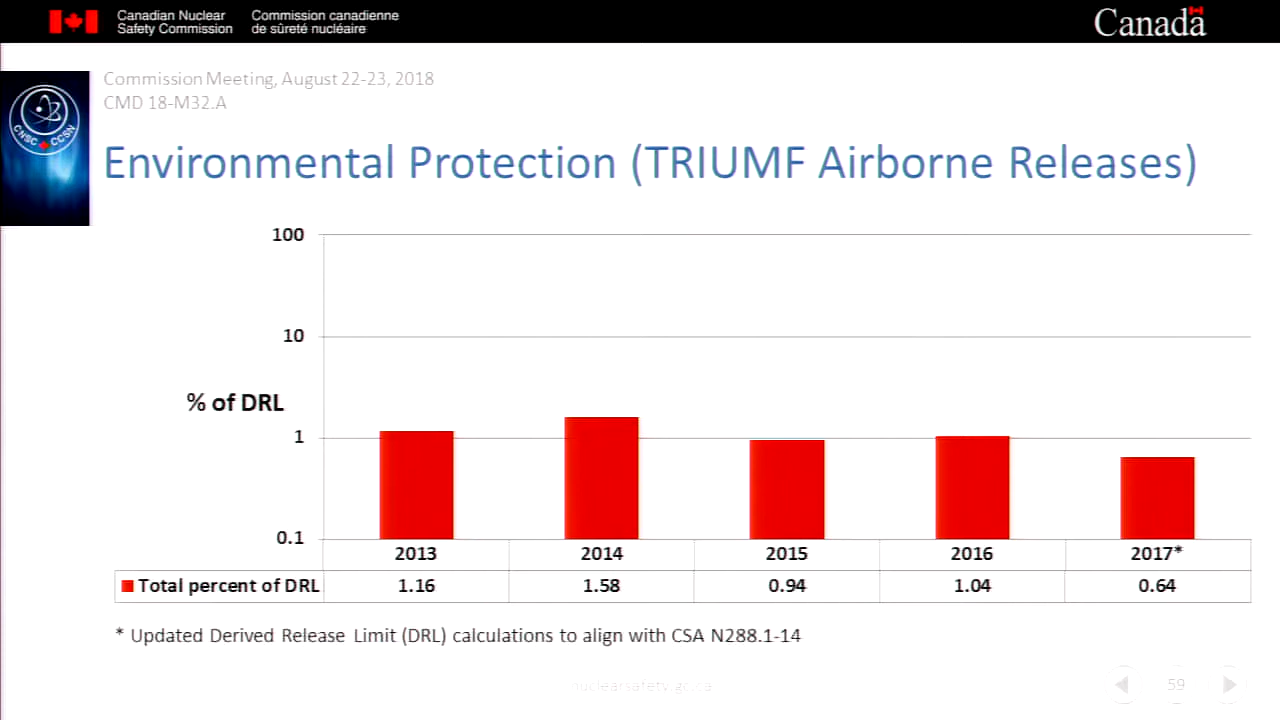 Canadian Nuclear Commission canadienne
Safety Commission de sûreté nucléaire
Canada
Commission Meeting, August 22-23, 2018
CMD 18-M32.A
CNSC CCSN
Environmental Protection (TRIUMF Airborne Releases)
100
10
% of DRL
1
0.1
2013 2014 2015 2016 2017*
Total percent of DRL 1.16 1.58 0.94 1.04 0.64
* Updated Derived Release Limit (DRL) calculations to align with CSA N288.1-14
nuclearsafety.gc.ca
59